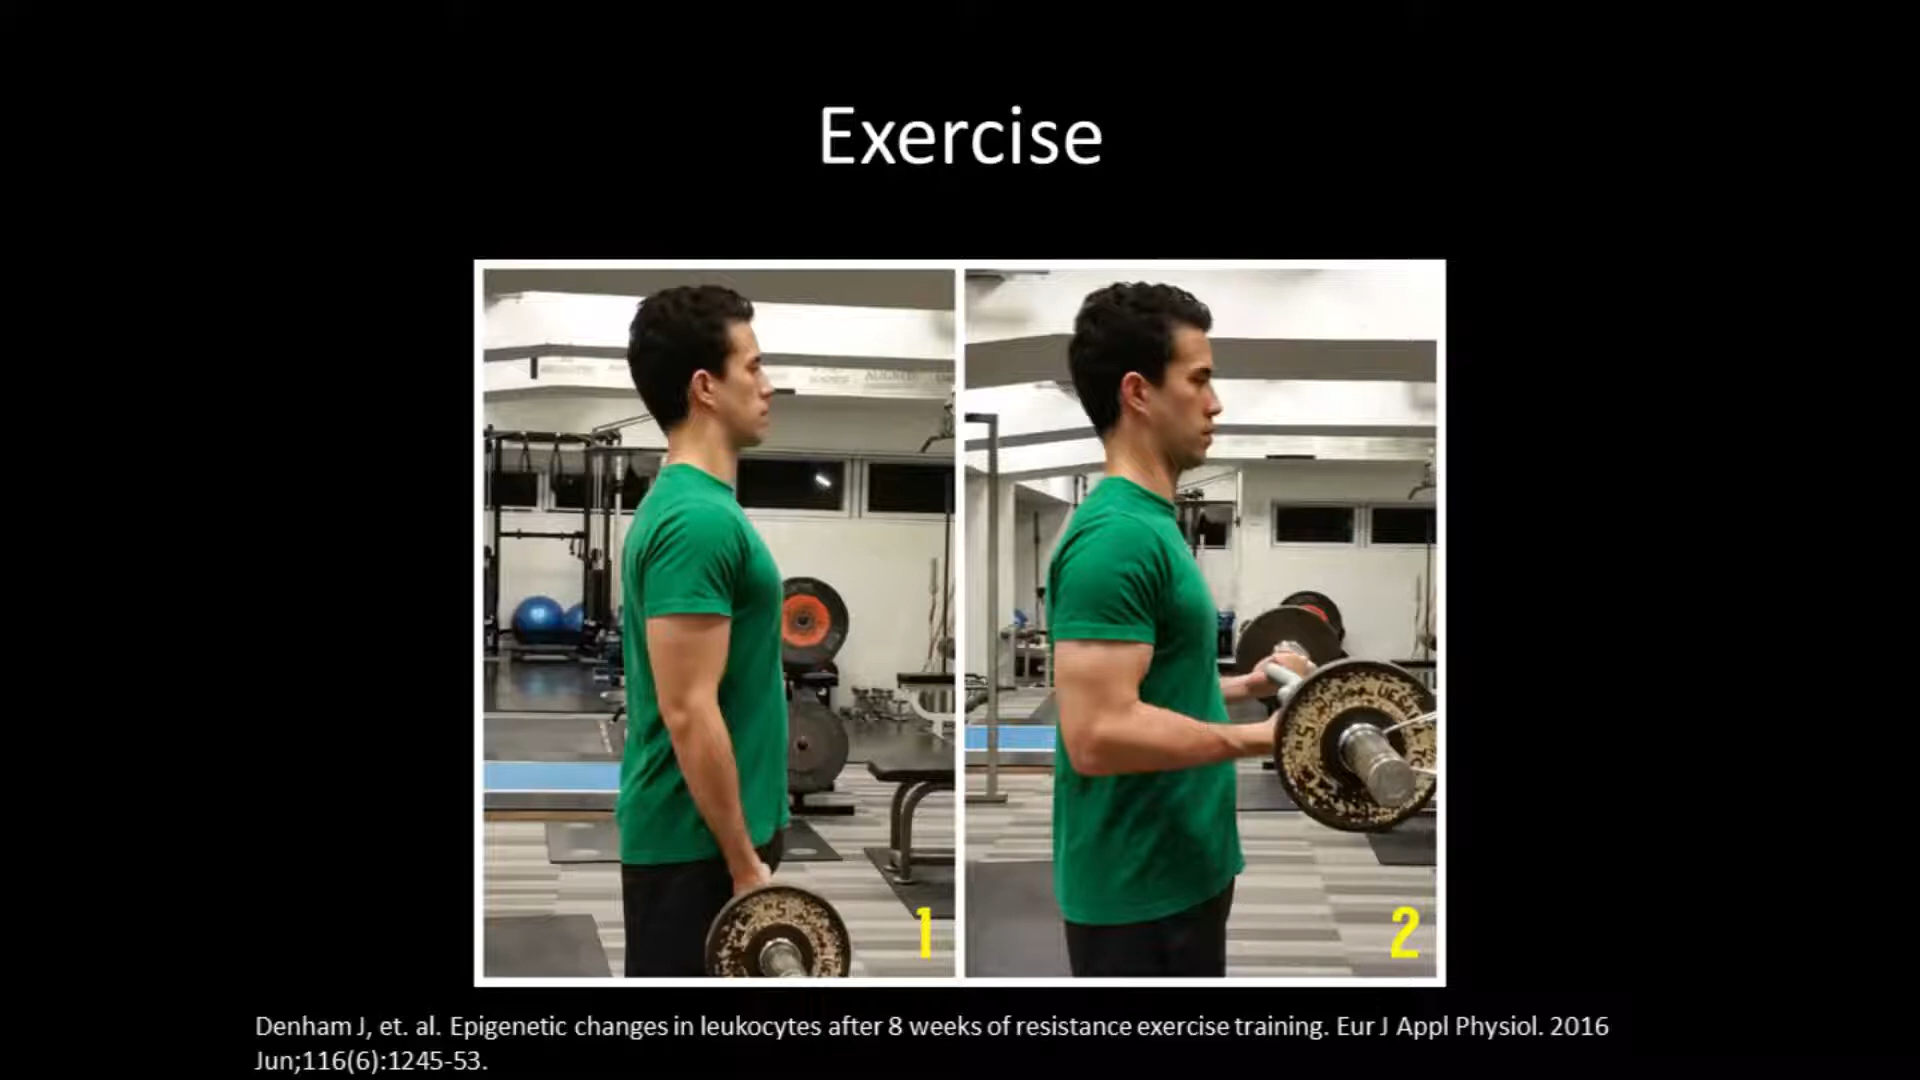 Exercise
1
2
Denham J, et. al. Epigenetic changes in leukocytes after 8 weeks of resistance exercise training. Eur J Appl Physiol. 2016
Jun;116(6):1245-53.